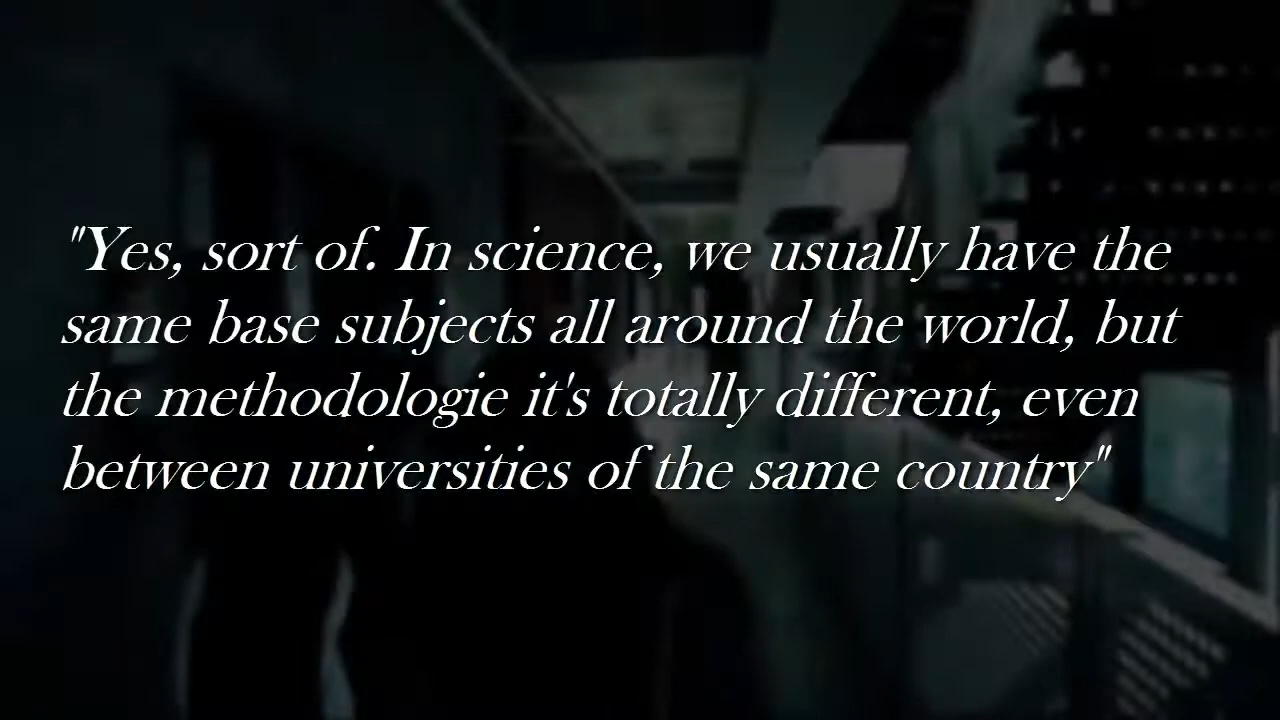 "Yes, sort of. In science, we usually have the
same base subjects all around the world, but
the methodologie it's totally different, even
between universities of the same country"